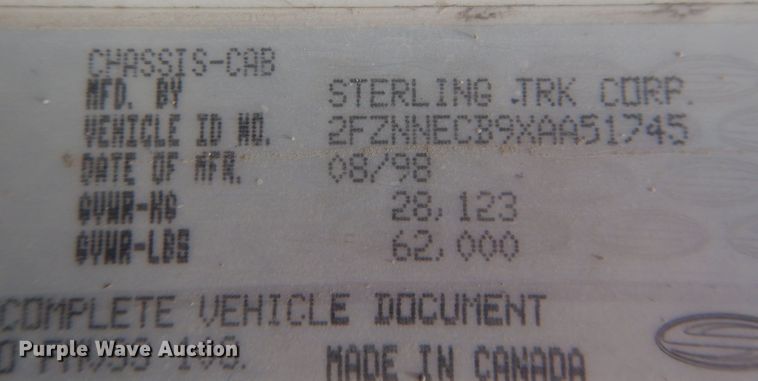 CHASSIS-CAB
MFD. BY STERLING TRK CORP.
VEHICLE ID NO. 2FZNNECB9XAA51745
DATE OF MFR. 08/98
GVWR-KG 28,123
GVWR-LBS 62,000
COMPLETE VEHICLE DOCUMENT
MADE IN CANADA
Purple Wave Auction